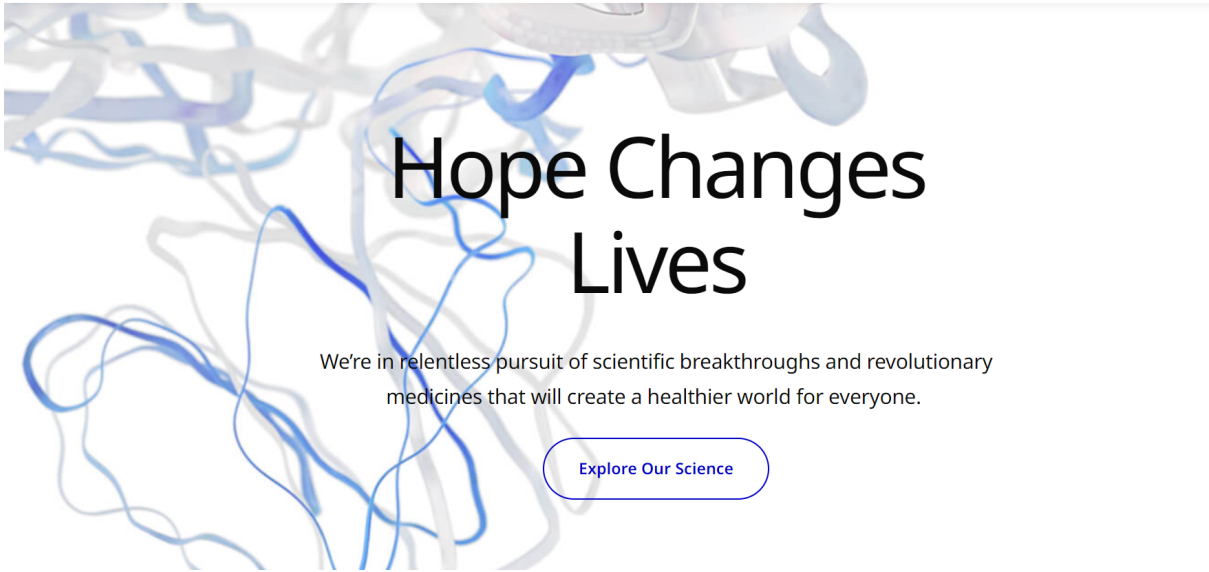 Hope Changes
Lives
We’re in relentless pursuit of scientific breakthroughs and revolutionary
medicines that will create a healthier world for everyone.
Explore Our Science